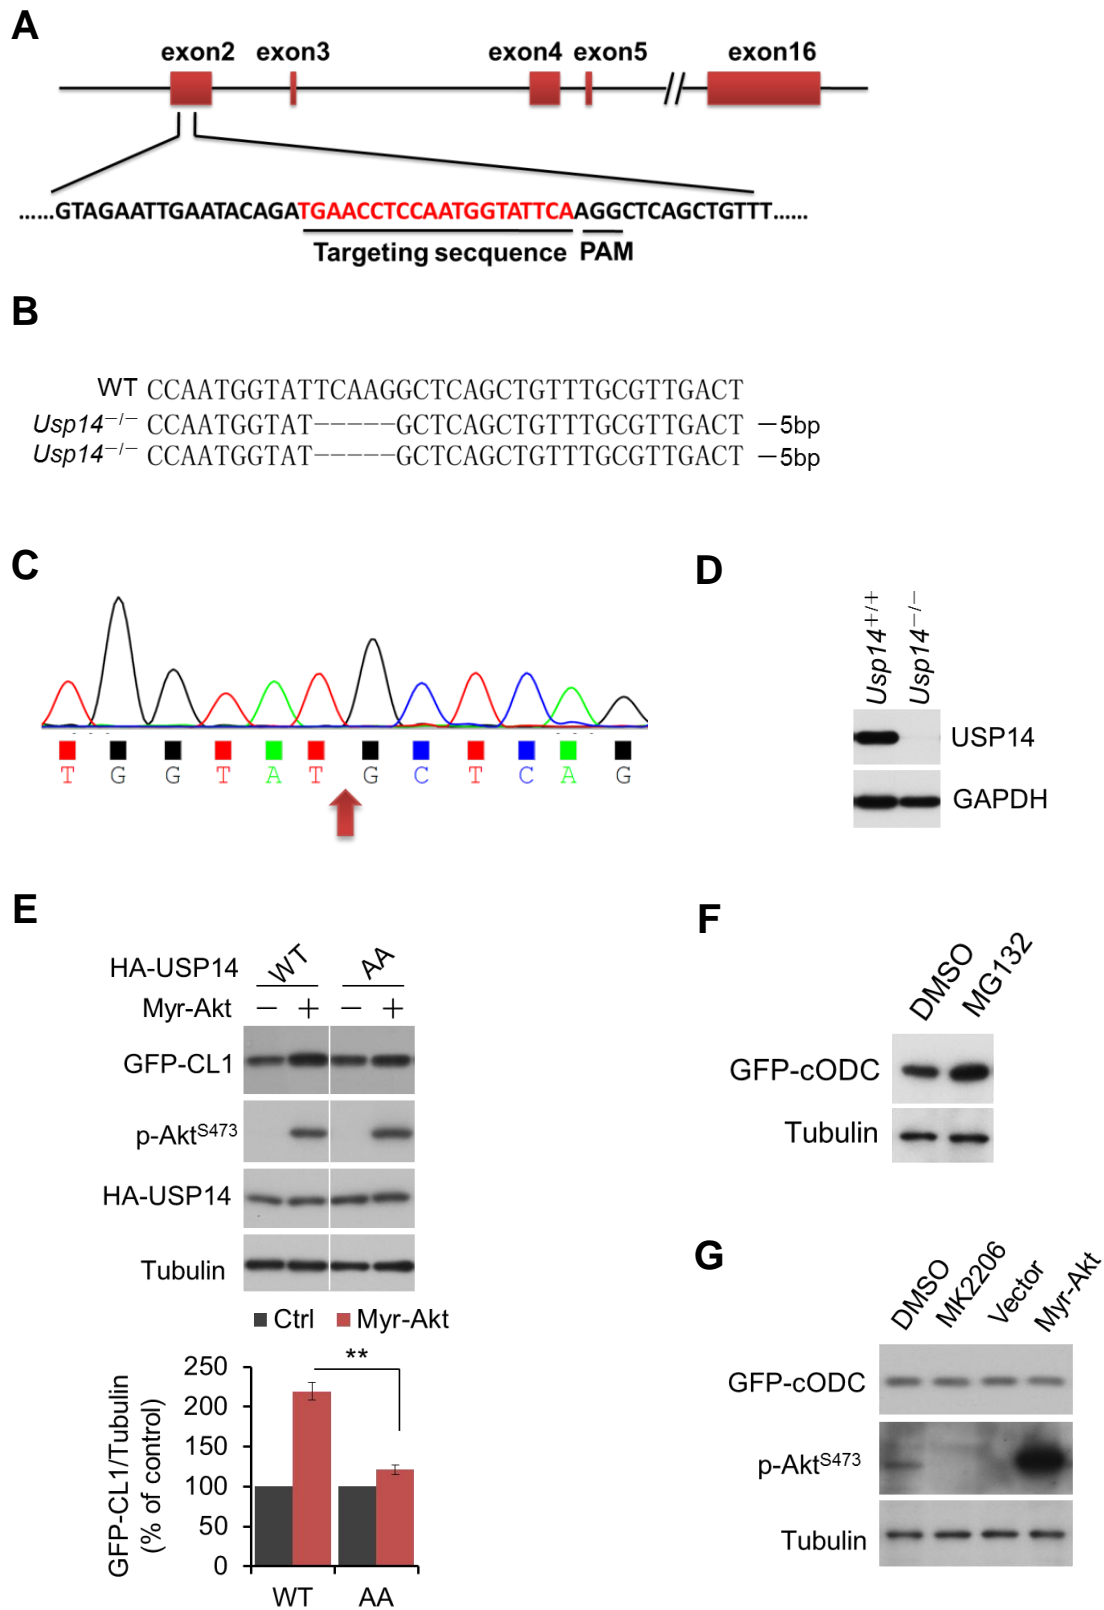 A
exon2 exon3 exon4 exon5 exon16
......GTAGAATTGAATACAGATGAACCTCCAATGGTATTCAAGGCTCAGCTGTTT......
Targeting secquence PAM
B
WT CCAATGGTATTCAAGGCTCAGCTGTTTGCGTTGACT
Usp14−/− CCAATGGTAT-----GCTCAGCTGTTTGCGTTGACT −5bp
Usp14−/− CCAATGGTAT-----GCTCAGCTGTTTGCGTTGACT −5bp
C
T G G T A T G C T C A G
D
Usp14+/+ Usp14−/−
USP14
GAPDH
E
HA-USP14 WT AA
Myr-Akt − + − +
GFP-CL1
p-AktS473
HA-USP14
Tubulin
Ctrl Myr-Akt
GFP-CL1/Tubulin
(% of control)
250
200
150
100
50
0
**
WT AA
F
DMSO MG132
GFP-cODC
Tubulin
G
DMSO MK2206 Vector Myr-Akt
GFP-cODC
p-AktS473
Tubulin